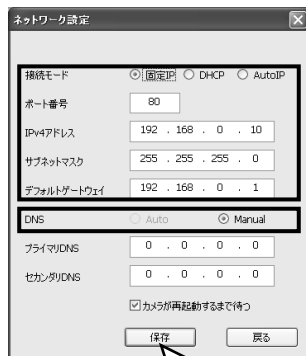 ネットワーク設定
接続モード 固定IP DHCP AutoIP
ポート番号 80
IPv4アドレス 192 . 168 . 0 . 10
サブネットマスク 255 . 255 . 255 . 0
デフォルトゲートウェイ 192 . 168 . 0 . 1
DNS Auto Manual
プライマリDNS 0 . 0 . 0 . 0
セカンダリDNS 0 . 0 . 0 . 0
カメラが再起動するまで待つ
保存 戻る